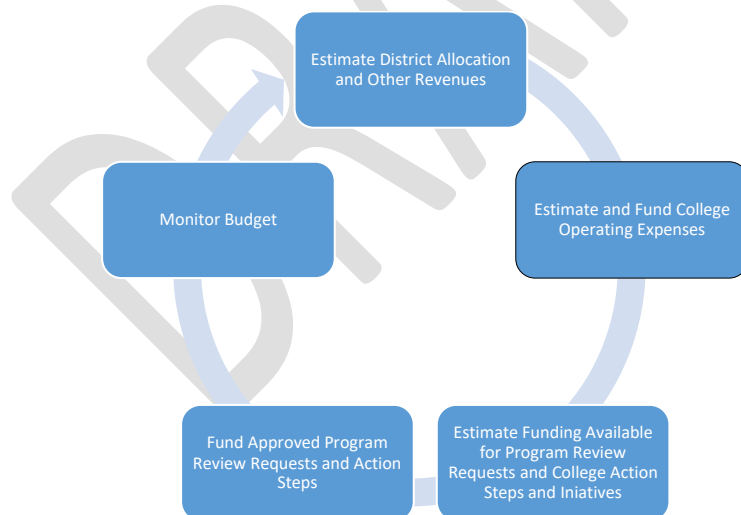 Estimate District Allocation
and Other Revenues
Estimate and Fund College
Operating Expenses
Estimate Funding Available
for Program Review
Requests and College Action
Steps and Iniatives
Fund Approved Program
Review Requests and Action
Steps
Monitor Budget